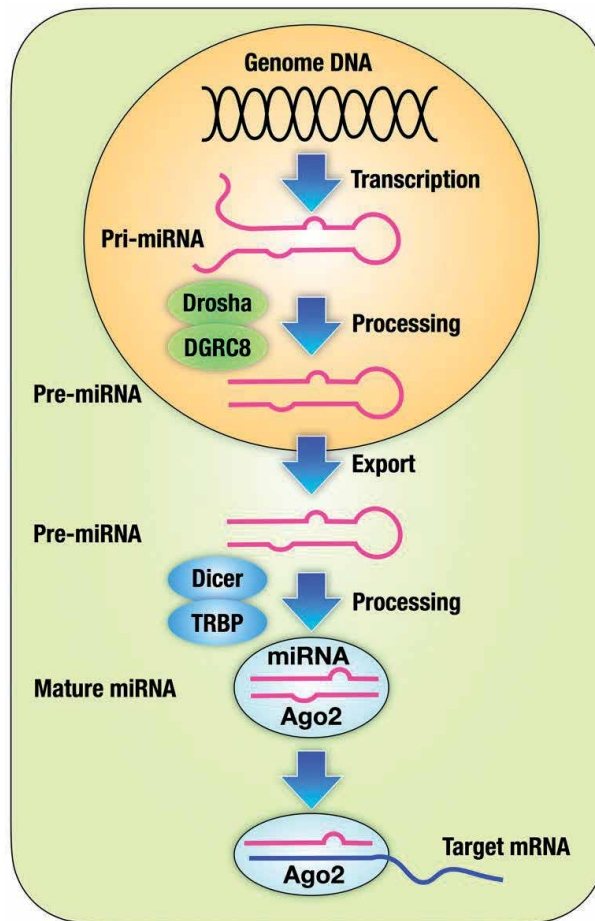 Genome DNA
Transcription
Pri-miRNA
Drosha
DGRC8
Processing
Pre-miRNA
Export
Pre-miRNA
Dicer
TRBP
Processing
miRNA
Mature miRNA
Ago2
Target mRNA
Ago2